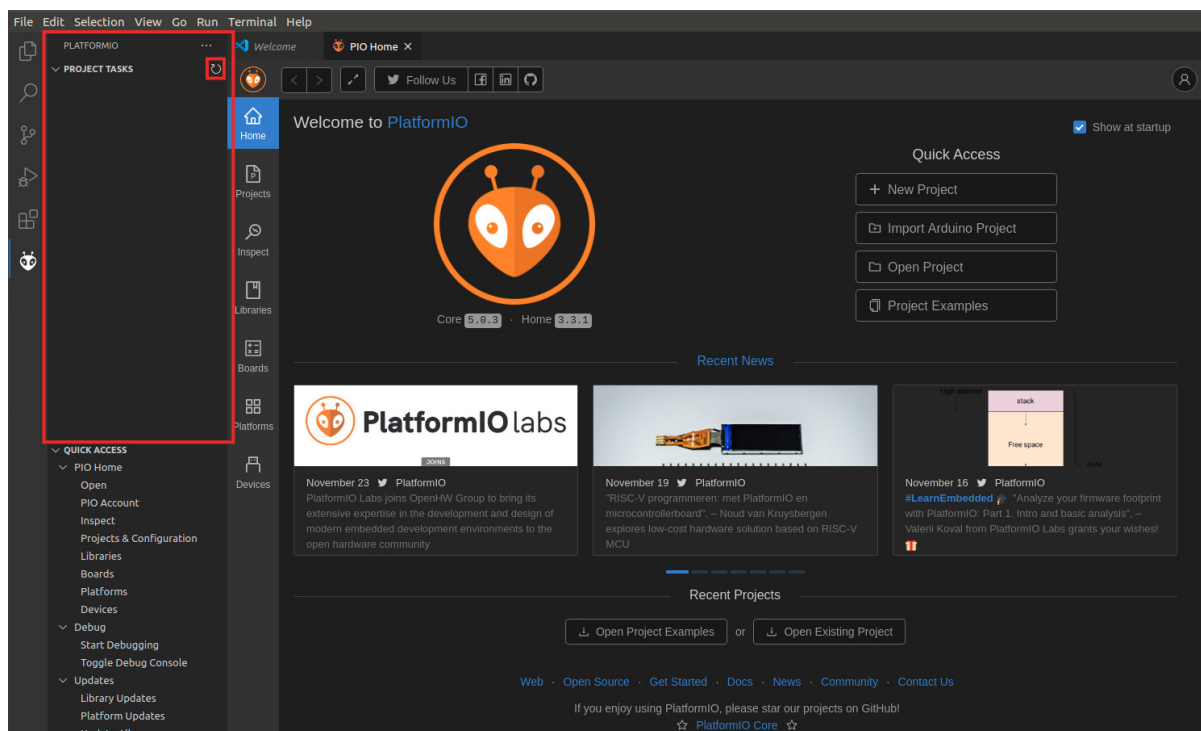 File Edit Selection View Go Run Terminal Help
PLATFORMIO
PROJECT TASKS
QUICK ACCESS
PIO Home
Open
PIO Account
Inspect
Projects & Configuration
Libraries
Boards
Platforms
Devices
Debug
Start Debugging
Toggle Debug Console
Updates
Library Updates
Platform Updates
Welcome
PIO Home
Follow Us
Home
Projects
Inspect
Libraries
Boards
Platforms
Devices
Welcome to PlatformIO
Show at startup
Core 5.0.3 · Home 3.3.1
Quick Access
New Project
Import Arduino Project
Open Project
Project Examples
Recent News
PlatformIO labs
JOINS
November 23 PlatformIO
PlatformIO Labs joins OpenHW Group to bring its
extensive expertise in the development and design of
modern embedded development environments to the
open hardware community
November 19 PlatformIO
"RISC-V programmeren: met PlatformIO en
microcontrollerboard", – Noud van Kruysbergen
explores low-cost hardware solution based on RISC-V
MCU
High address
stack
Free space
November 16 PlatformIO
#LearnEmbedded "Analyze your firmware footprint
with PlatformIO: Part 1. Intro and basic analysis", –
Valerii Koval from PlatformIO Labs grants your wishes!
Recent Projects
Open Project Examples or Open Existing Project
Web · Open Source · Get Started · Docs · News · Community · Contact Us
If you enjoy using PlatformIO, please star our projects on GitHub!
☆ PlatformIO Core ☆